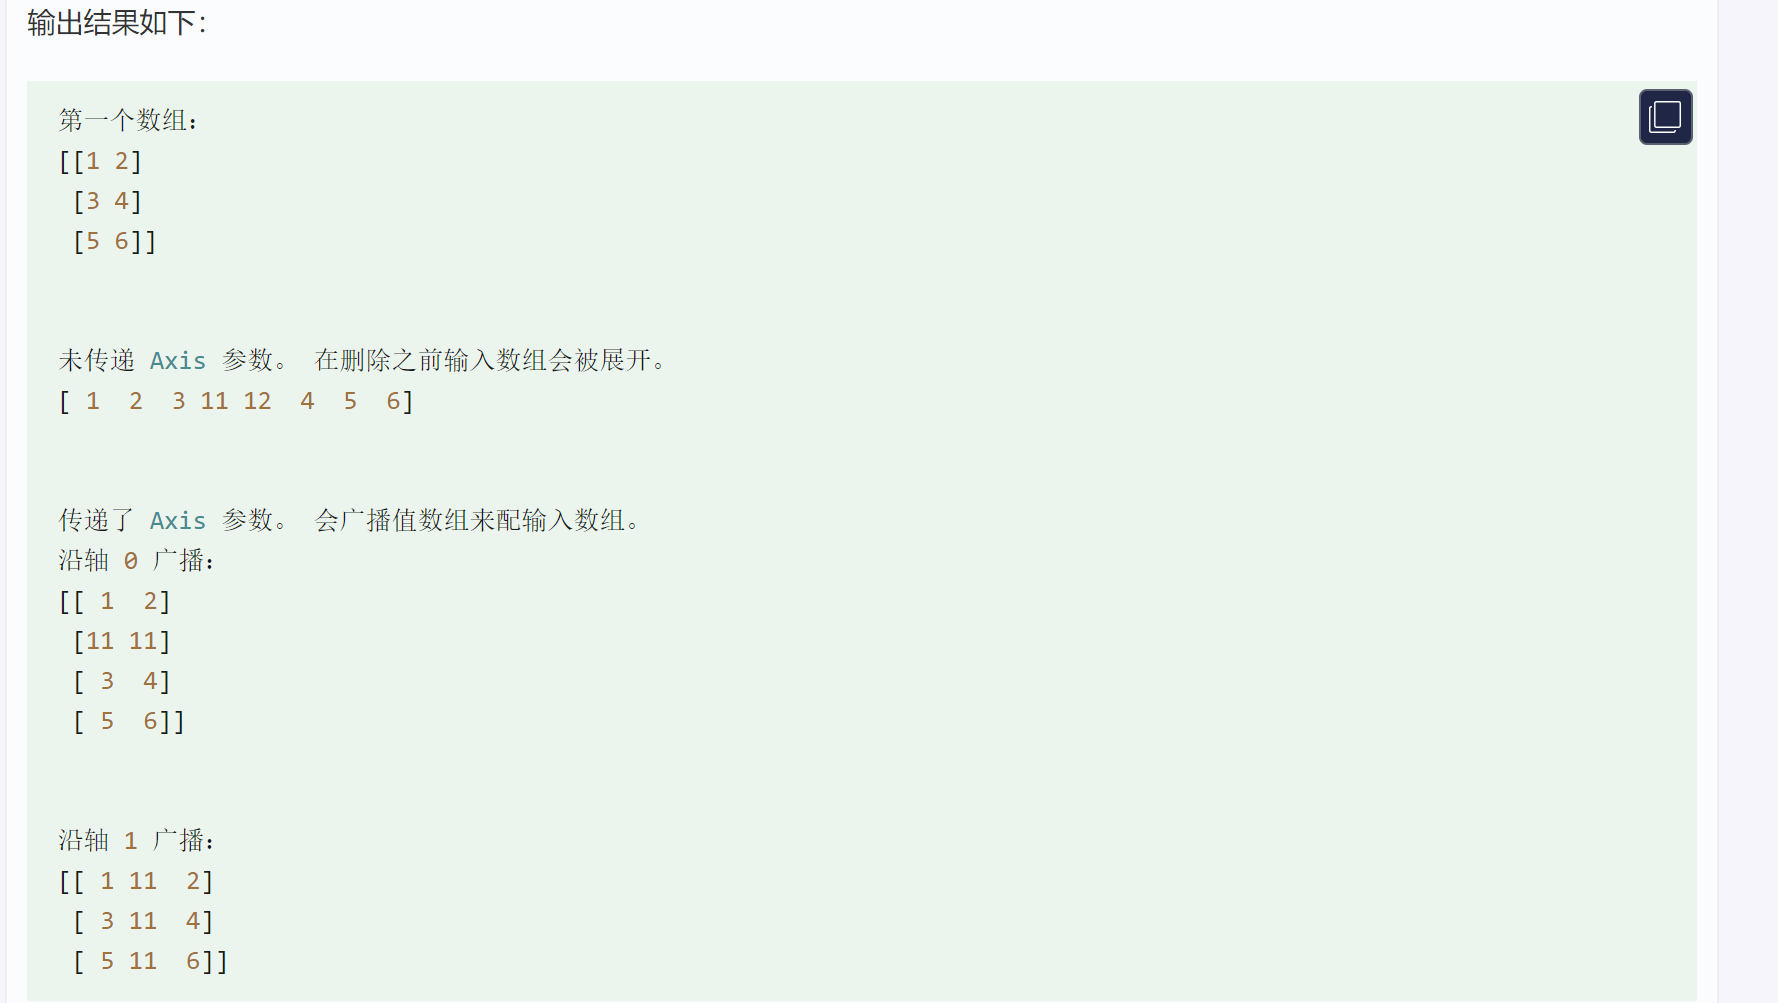 输出结果如下：
第一个数组：
[[1 2]
 [3 4]
 [5 6]]
未传递 Axis 参数。 在删除之前输入数组会被展开。
[ 1  2  3 11 12  4  5  6]
传递了 Axis 参数。 会广播值数组来配输入数组。
沿轴 0 广播：
[[ 1  2]
 [11 11]
 [ 3  4]
 [ 5  6]]
沿轴 1 广播：
[[ 1 11  2]
 [ 3 11  4]
 [ 5 11  6]]